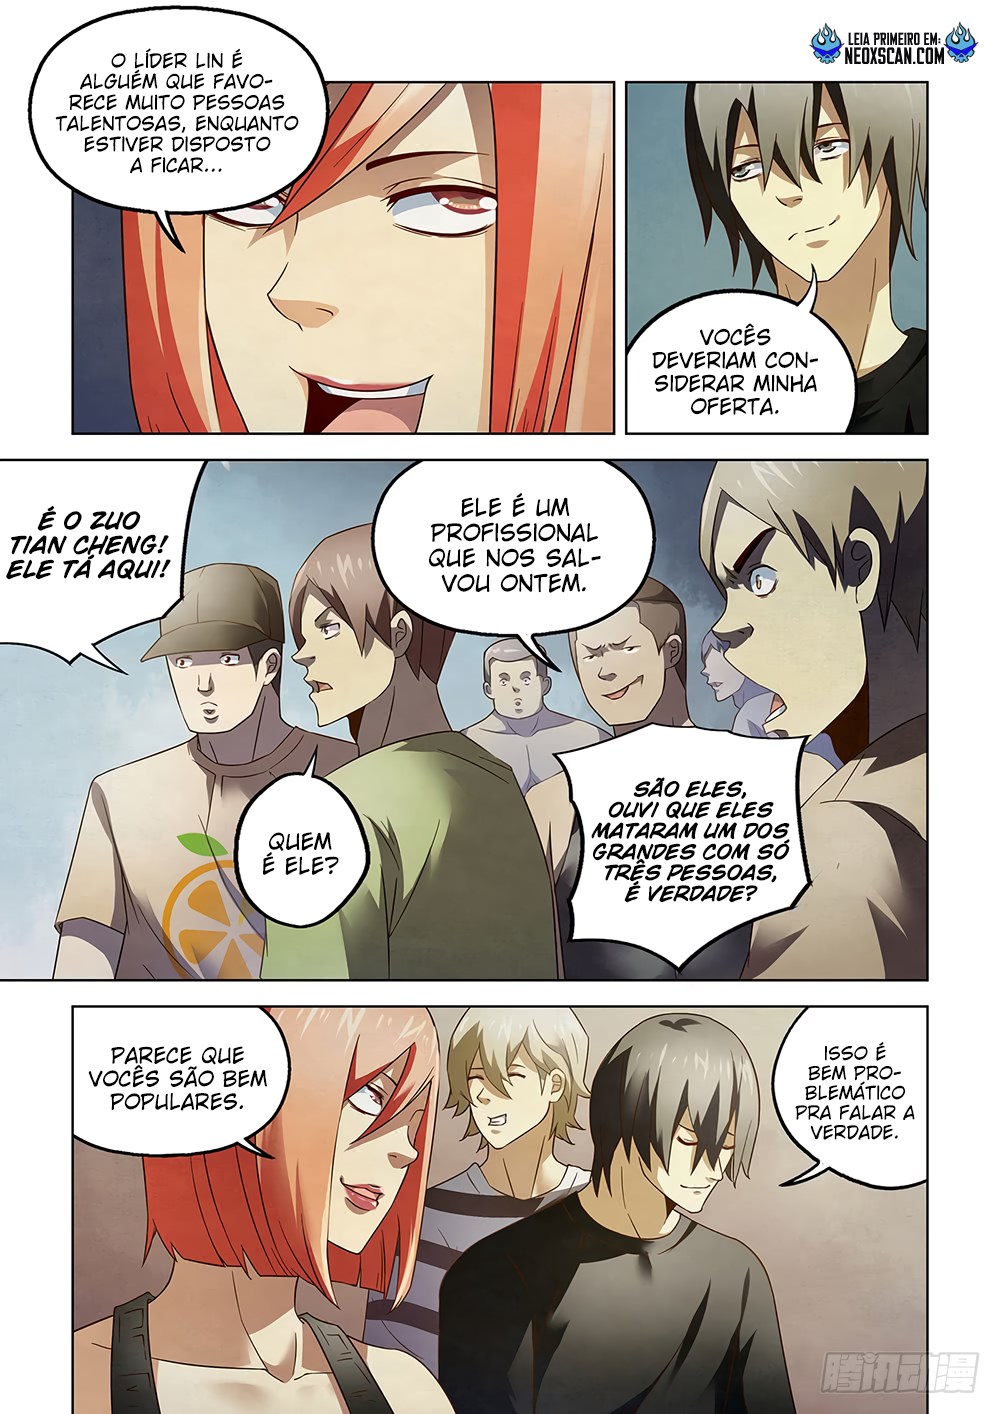 LEIA PRIMEIRO EM:
NEOXSCAN.COM
O LÍDER LIN É
ALGUÉM QUE FAVO-
RECE MUITO PESSOAS
TALENTOSAS, ENQUANTO
ESTIVER DISPOSTO
A FICAR...
VOCÊS
DEVERIAM CON-
SIDERAR MINHA
OFERTA.
É O ZUO
TIAN CHENG!
ELE TÁ AQUI!
ELE É UM
PROFISSIONAL
QUE NOS SAL-
VOU ONTEM.
QUEM
É ELE?
SÃO ELES,
OUVI QUE ELES
MATARAM UM DOS
GRANDES COM SÓ
TRÊS PESSOAS,
É VERDADE?
PARECE QUE
VOCÊS SÃO BEM
POPULARES.
ISSO É
BEM PRO-
BLEMÁTICO
PRA FALAR A
VERDADE.
腾讯动漫